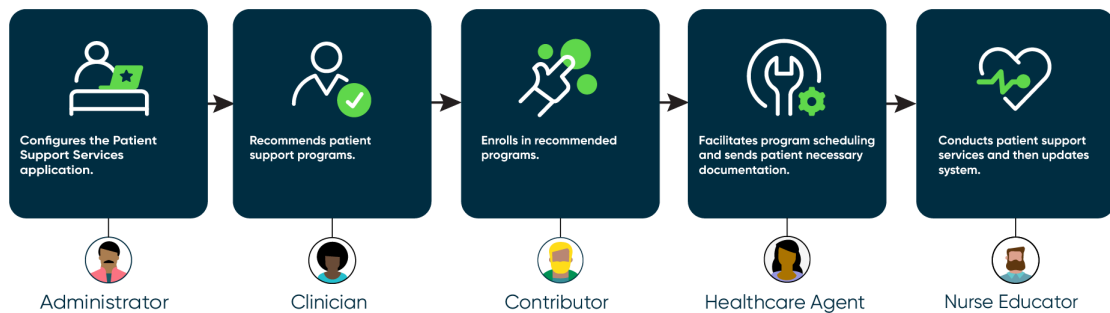 Configures the Patient
Support Services
application.
Recommends patient
support programs.
Enrolls in recommended
programs.
Facilitates program scheduling
and sends patient necessary
documentation.
Conducts patient support
services and then updates
system.
Administrator
Clinician
Contributor
Healthcare Agent
Nurse Educator